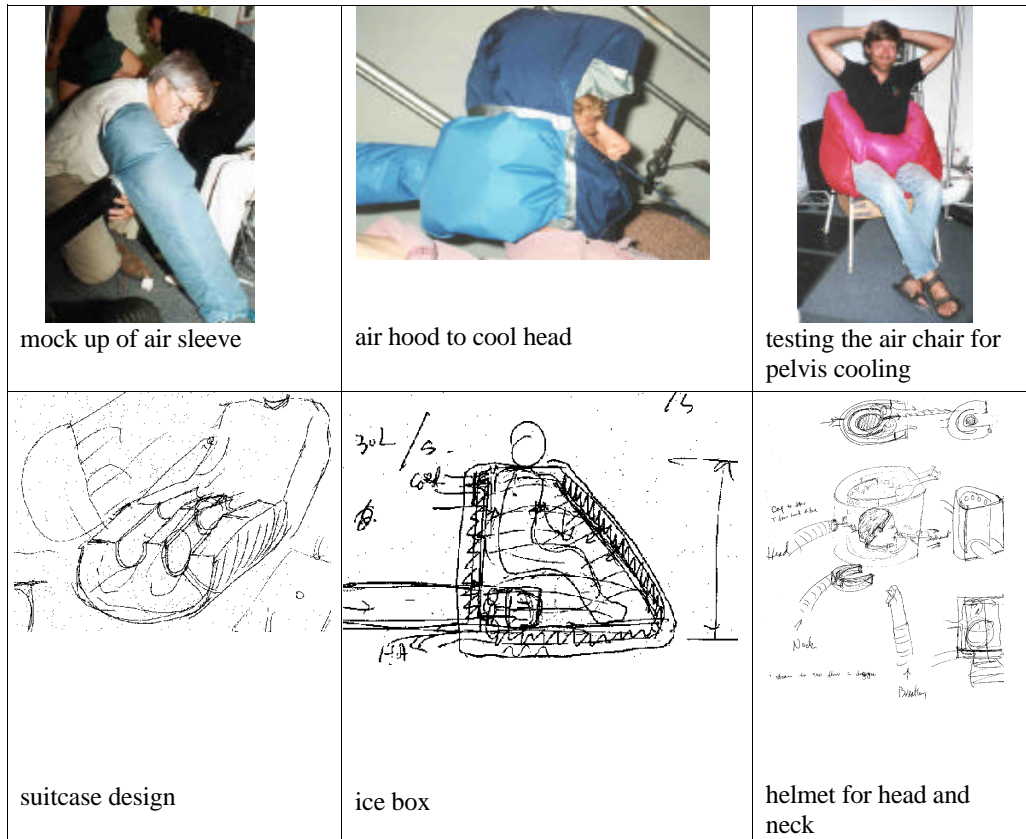 mock up of air sleeve
air hood to cool head
testing the air chair for
pelvis cooling
30L/s.
Head
Neck
suitcase design
ice box
helmet for head and
neck